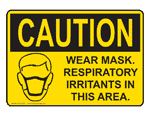 CAUTION
WEAR MASK.
RESPIRATORY
IRRITANTS IN
THIS AREA.